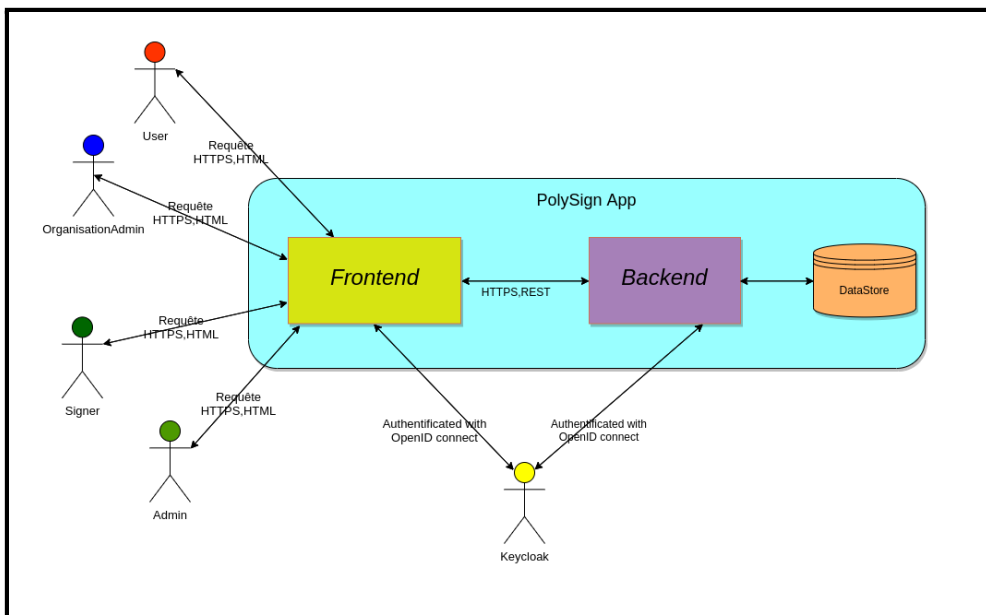 User
Requête
HTTPS,HTML
OrganisationAdmin
Requête
HTTPS,HTML
PolySign App
Frontend
HTTPS,REST
Backend
DataStore
Signer
Requête
HTTPS,HTML
Admin
Requête
HTTPS,HTML
Authentificated with
OpenID connect
Authentificated with
OpenID connect
Keycloak